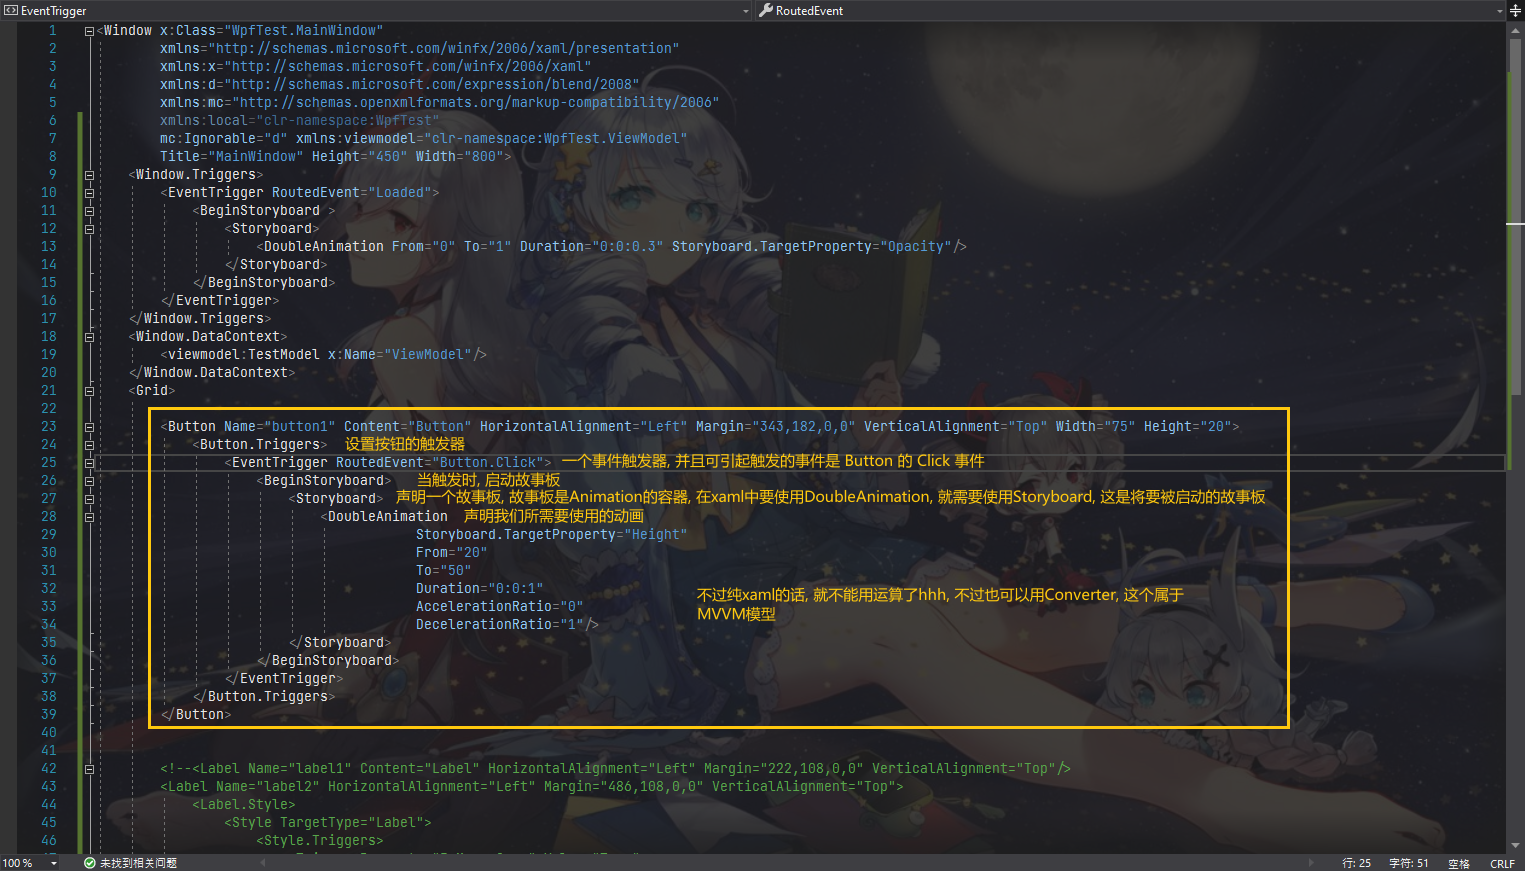 EventTrigger
RoutedEvent
1 <Window x:Class="WpfTest.MainWindow"
2 xmlns="http://schemas.microsoft.com/winfx/2006/xaml/presentation"
3 xmlns:x="http://schemas.microsoft.com/winfx/2006/xaml"
4 xmlns:d="http://schemas.microsoft.com/expression/blend/2008"
5 xmlns:mc="http://schemas.openxmlformats.org/markup-compatibility/2006"
6 xmlns:local="clr-namespace:WpfTest"
7 mc:Ignorable="d" xmlns:viewmodel="clr-namespace:WpfTest.ViewModel"
8 Title="MainWindow" Height="450" Width="800">
9 <Window.Triggers>
10 <EventTrigger RoutedEvent="Loaded">
11 <BeginStoryboard >
12 <Storyboard>
13 <DoubleAnimation From="0" To="1" Duration="0:0:0.3" Storyboard.TargetProperty="Opacity"/>
14 </Storyboard>
15 </BeginStoryboard>
16 </EventTrigger>
17 </Window.Triggers>
18 <Window.DataContext>
19 <viewmodel:TestModel x:Name="ViewModel"/>
20 </Window.DataContext>
21 <Grid>
22
23 <Button Name="button1" Content="Button" HorizontalAlignment="Left" Margin="343,182,0,0" VerticalAlignment="Top" Width="75" Height="20">
24 <Button.Triggers> 设置按钮的触发器
25 <EventTrigger RoutedEvent="Button.Click"> 一个事件触发器, 并且可引起触发的事件是 Button 的 Click 事件
26 <BeginStoryboard> 当触发时, 启动故事板
27 <Storyboard> 声明一个故事板, 故事板是Animation的容器, 在xaml中要使用DoubleAnimation, 就需要使用Storyboard, 这是将要被启动的故事板
28 <DoubleAnimation 声明我们所需要使用的动画
29 Storyboard.TargetProperty="Height"
30 From="20"
31 To="50"
32 Duration="0:0:1"
33 AccelerationRatio="0"
34 DecelerationRatio="1"/>
不过纯xaml的话, 就不能用运算了hhh, 不过也可以用Converter, 这个属于
MVVM模型
35 </Storyboard>
36 </BeginStoryboard>
37 </EventTrigger>
38 </Button.Triggers>
39 </Button>
40
41
42 <!--<Label Name="label1" Content="Label" HorizontalAlignment="Left" Margin="222,108,0,0" VerticalAlignment="Top"/>
43 <Label Name="label2" HorizontalAlignment="Left" Margin="486,108,0,0" VerticalAlignment="Top">
44 <Label.Style>
45 <Style TargetType="Label">
46 <Style.Triggers>
100 %
未找到相关问题
行: 25
字符: 51
空格
CRLF